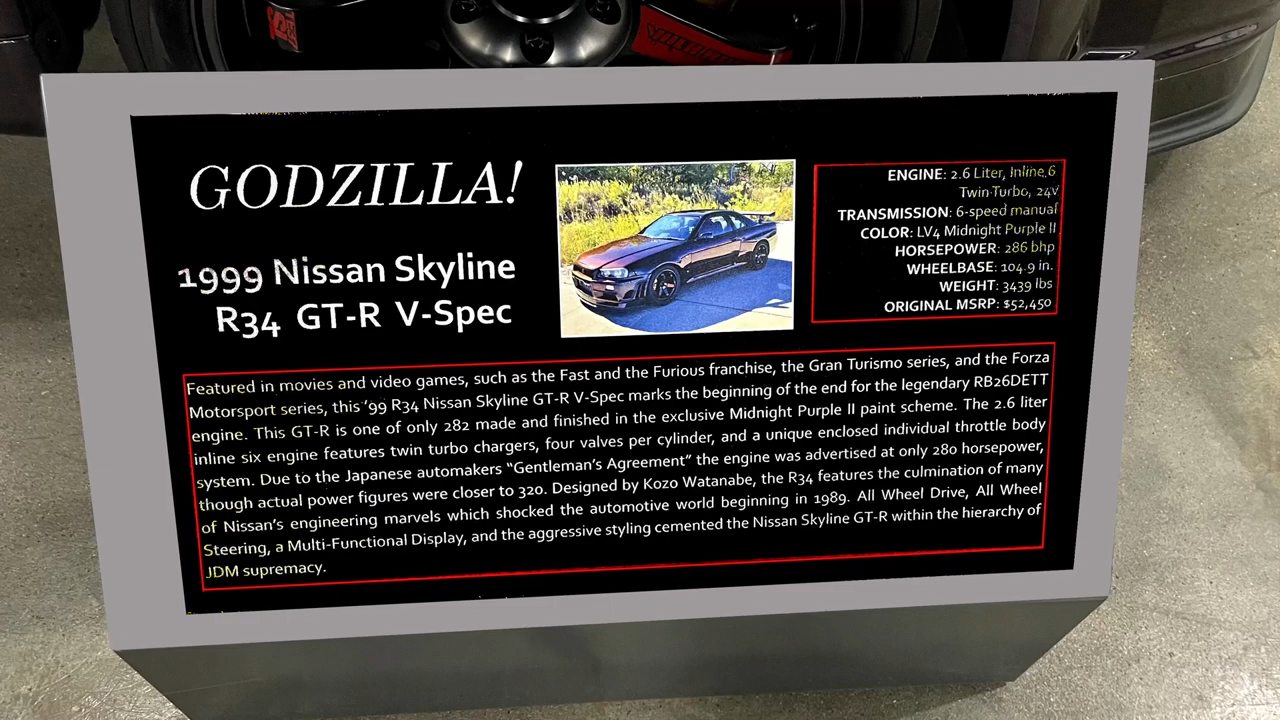 GODZILLA!
1999 Nissan Skyline
R34 GT-R V-Spec
ENGINE: 2.6 Liter, Inline,6
Twin-Turbo, 24V
TRANSMISSION: 6-speed manual
COLOR: LV4 Midnight Purple II
HORSEPOWER: 286 bhp
WHEELBASE: 104.9 in.
WEIGHT: 3439 lbs
ORIGINAL MSRP: $52,450
Featured in movies and video games, such as the Fast and the Furious franchise, the Gran Turismo series, and the Forza
Motorsport series, this '99 R34 Nissan Skyline GT-R V-Spec marks the beginning of the end for the legendary RB26DETT
engine. This GT-R is one of only 282 made and finished in the exclusive Midnight Purple II paint scheme. The 2.6 liter
inline six engine features twin turbo chargers, four valves per cylinder, and a unique enclosed individual throttle body
system. Due to the Japanese automakers “Gentleman's Agreement” the engine was advertised at only 280 horsepower,
though actual power figures were closer to 320. Designed by Kozo Watanabe, the R34 features the culmination of many
of Nissan's engineering marvels which shocked the automotive world beginning in 1989. All Wheel Drive, All Wheel
Steering, a Multi-Functional Display, and the aggressive styling cemented the Nissan Skyline GT-R within the hierarchy of
JDM supremacy.